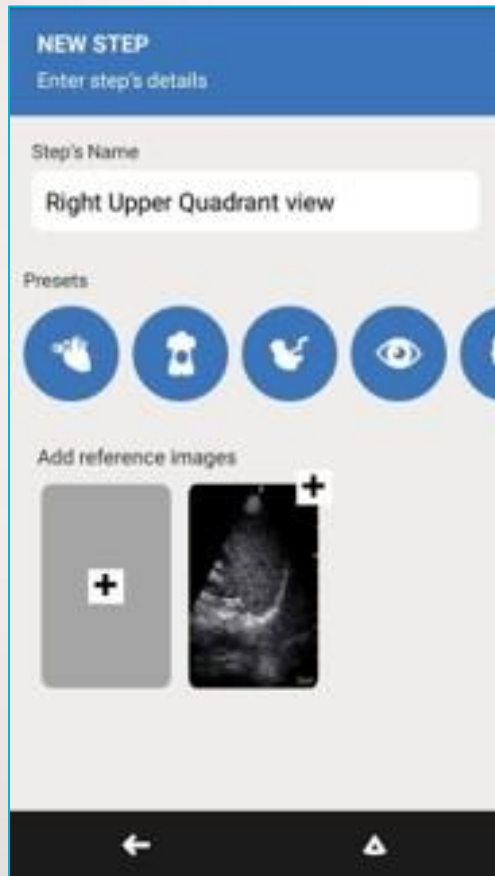 NEW STEP
Enter step's details
Step's Name
Right Upper Quadrant view
Presets
Add reference images